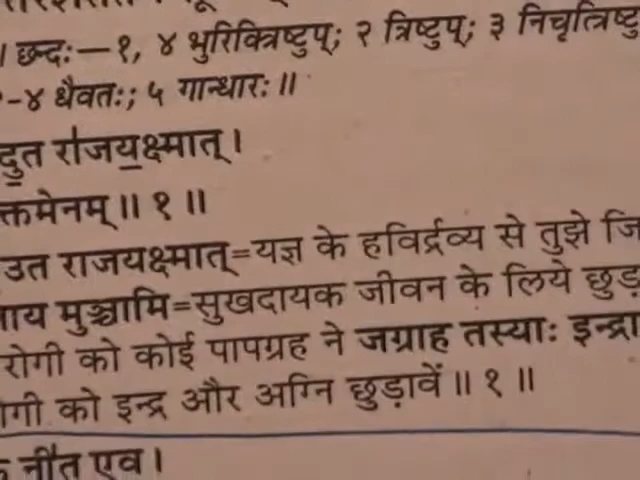 । छन्दः—१, ४ भुरिक्त्रिष्टुप्; २ त्रिष्टुप्; ३ निचृत्त्रिष्टु
-४ धैवतः; ५ गान्धारः॥
दुत राजयक्ष्मात्।
क्तमेनम्॥ १ ॥
उत राजयक्ष्मात्=यज्ञ के हविर्द्रव्य से तुझे जि
नाय मुञ्चामि=सुखदायक जीवन के लिये छुड़
रोगी को कोई पापग्रह ने जग्राह तस्याः इन्द्रा
ोगी को इन्द्र और अग्नि छुड़ावें॥ १ ॥
नीत एव।